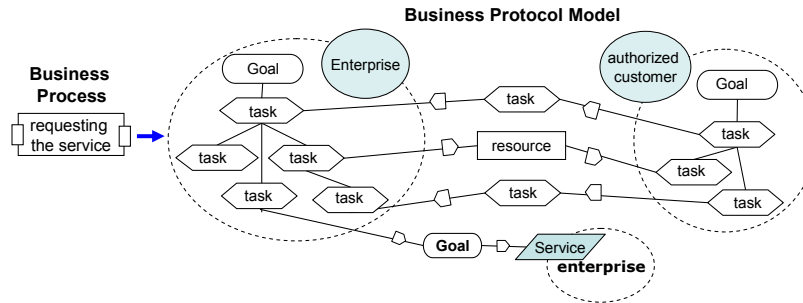 Business Protocol Model
Business
Process
requesting
the service
Goal
Enterprise
authorized
customer
Goal
task
task
task
task
task
resource
task
task
task
task
task
Goal
Service
enterprise